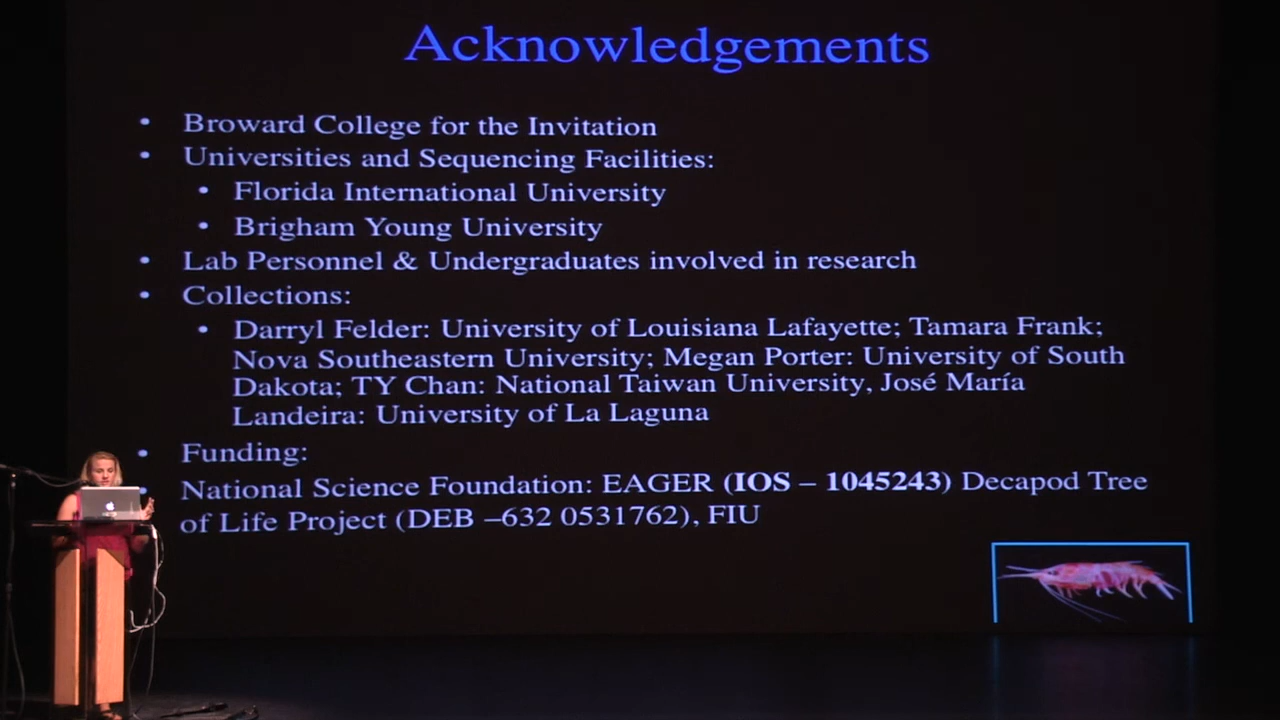 Acknowledgements
• Broward College for the Invitation
• Universities and Sequencing Facilities:
• Florida International University
• Brigham Young University
• Lab Personnel & Undergraduates involved in research
• Collections:
• Darryl Felder: University of Louisiana Lafayette; Tamara Frank;
Nova Southeastern University; Megan Porter: University of South
Dakota; TY Chan: National Taiwan University, José María
Landeira: University of La Laguna
• Funding:
• National Science Foundation: EAGER (IOS – 1045243) Decapod Tree
of Life Project (DEB –632 0531762), FIU